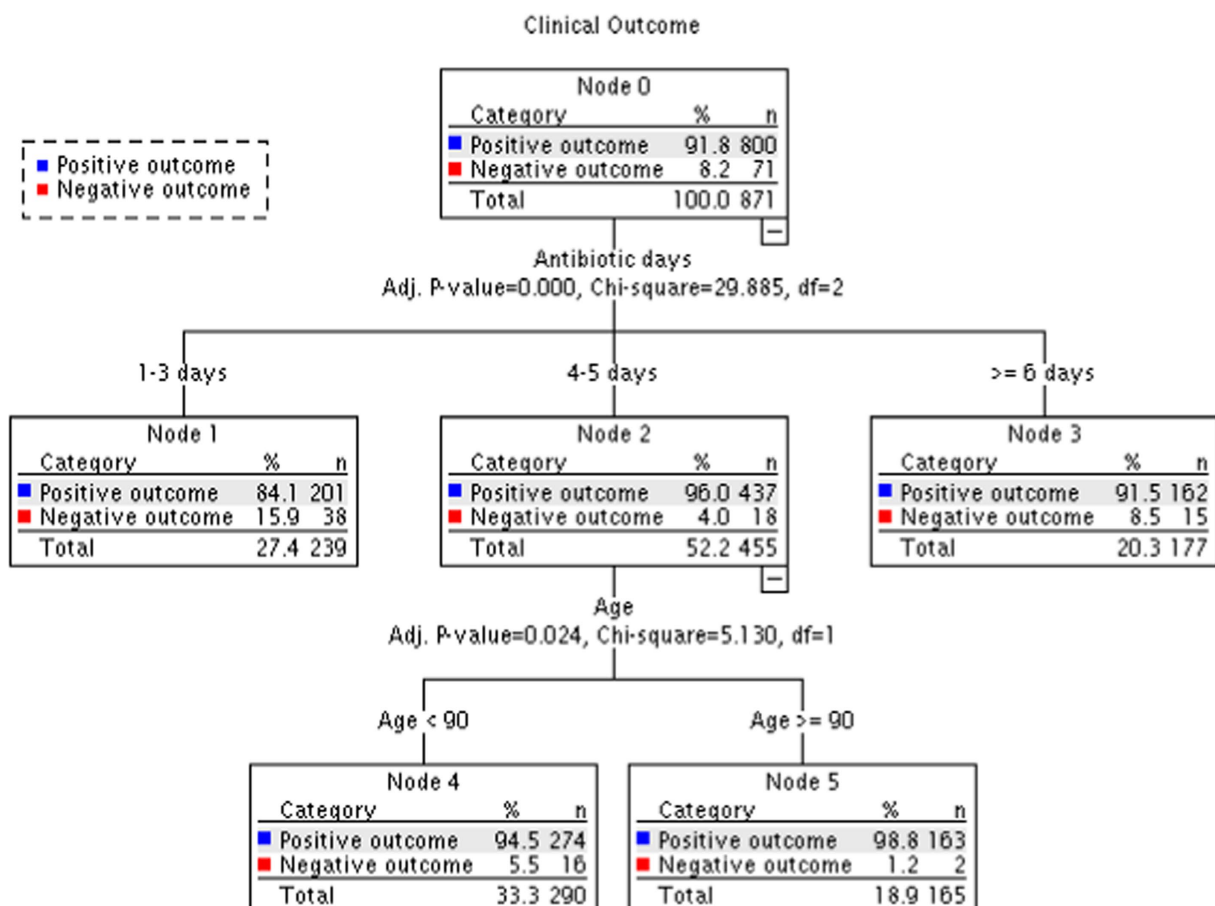 Clinical Outcome
Node 0
Category % n
Positive outcome 91.8 800
Negative outcome 8.2 71
Total 100.0 871
Positive outcome
Negative outcome
Antibiotic days
Adj. P-value=0.000, Chi-square=29.885, df=2
1-3 days
4-5 days
>= 6 days
Node 1
Category % n
Positive outcome 84.1 201
Negative outcome 15.9 38
Total 27.4 239
Node 2
Category % n
Positive outcome 96.0 437
Negative outcome 4.0 18
Total 52.2 455
Node 3
Category % n
Positive outcome 91.5 162
Negative outcome 8.5 15
Total 20.3 177
Age
Adj. P-value=0.024, Chi-square=5.130, df=1
Age < 90
Age >= 90
Node 4
Category % n
Positive outcome 94.5 274
Negative outcome 5.5 16
Total 33.3 290
Node 5
Category % n
Positive outcome 98.8 163
Negative outcome 1.2 2
Total 18.9 165